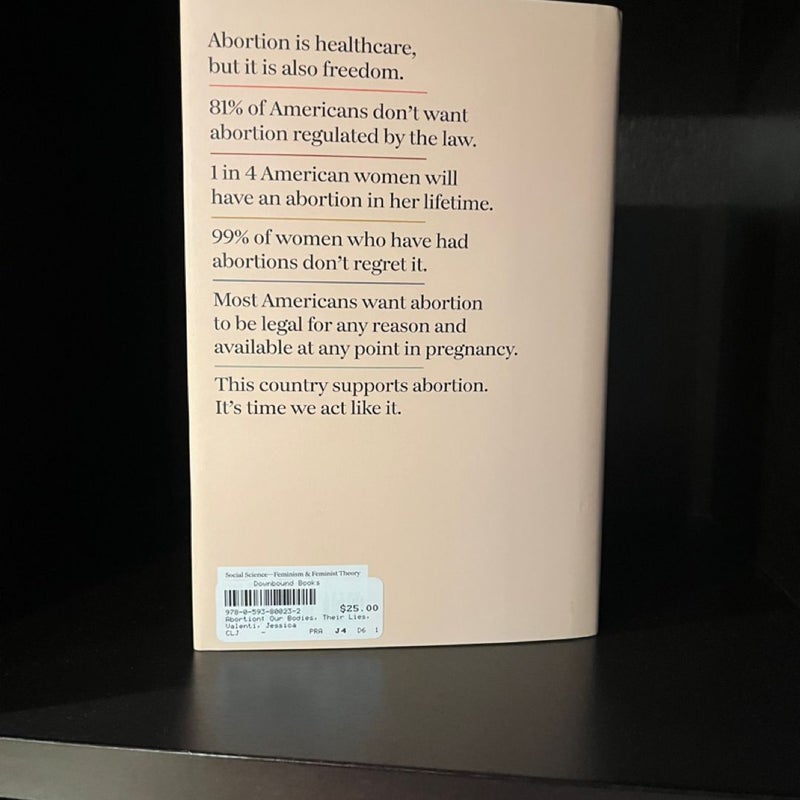 Abortion is healthcare,
but it is also freedom.
81% of Americans don't want
abortion regulated by the law.
1 in 4 American women will
have an abortion in her lifetime.
99% of women who have had
abortions don't regret it.
Most Americans want abortion
to be legal for any reason and
available at any point in pregnancy.
This country supports abortion.
It's time we act like it.
Social Science—Feminism & Feminist Theory
Downbound Books
978-0-593-80023-2 $25.00
Abortion: Our Bodies, Their Lies,
Valenti, Jessica
CLJ - PRA J4 D6 1